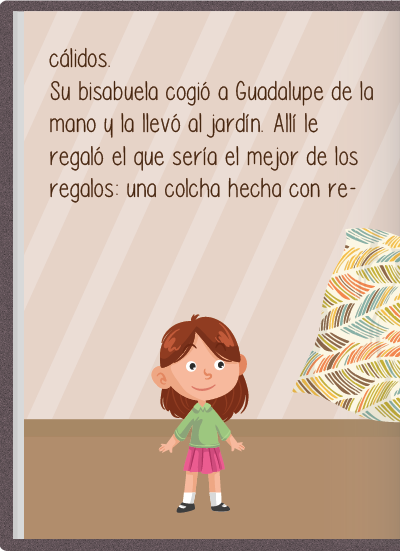 cálidos.
Su bisabuela cogió a Guadalupe de la
mano y la llevó al jardín. Allí le
regaló el que sería el mejor de los
regalos: una colcha hecha con re-